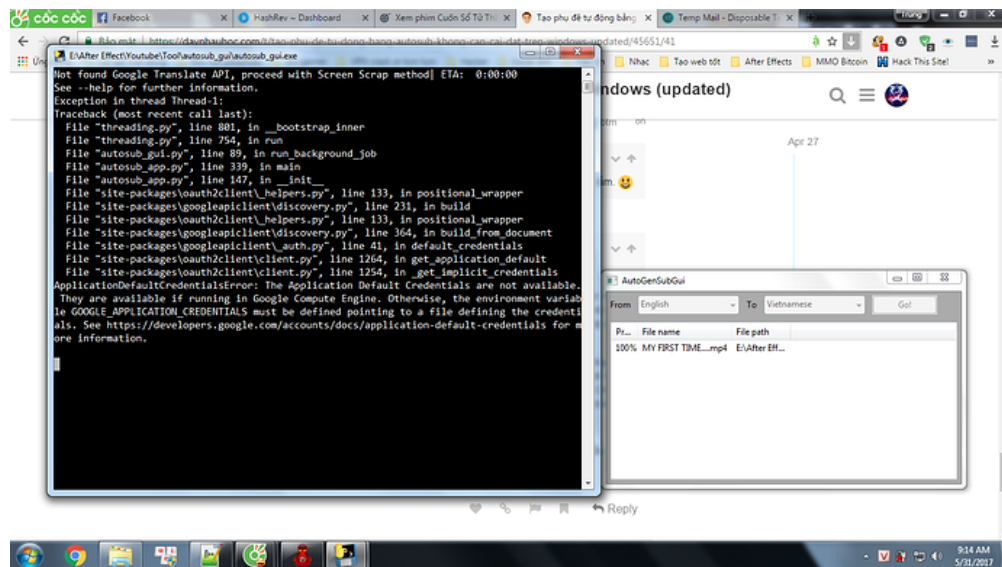 cốc cốc
Facebook
HashRev ~ Dashboard
Xem phim Cuốn Sổ Tử Th
Tạo phụ đề tự động bằng
Temp Mail - Disposable T
Trung
Bảo mật | https://daynhauhoc.com/t/tao-phu-de-tu-dong-bang-autosub-khong-can-cai-dat-tren-windows-updated/45651/41
Nhac
Tao web tốt
After Effects
MMO Bitcoin
Hack This Site!
E:\After Effect\Youtube\Tool\autosub_gui\autosub_gui.exe
Not found Google Translate API, proceed with Screen Scrap method| ETA:  0:00:00
See --help for further information.
Exception in thread Thread-1:
Traceback (most recent call last):
File "threading.py", line 801, in __bootstrap_inner
File "threading.py", line 754, in run
File "autosub_gui.py", line 89, in run_background_job
File "autosub_app.py", line 339, in main
File "autosub_app.py", line 147, in __init__
File "site-packages\oauth2client\_helpers.py", line 133, in positional_wrapper
File "site-packages\googleapiclient\discovery.py", line 231, in build
File "site-packages\oauth2client\_helpers.py", line 133, in positional_wrapper
File "site-packages\googleapiclient\discovery.py", line 364, in build_from_document
File "site-packages\googleapiclient\_auth.py", line 41, in default_credentials
File "site-packages\oauth2client\client.py", line 1264, in get_application_default
File "site-packages\oauth2client\client.py", line 1254, in _get_implicit_credentials
ApplicationDefaultCredentialsError: The Application Default Credentials are not available.
They are available if running in Google Compute Engine. Otherwise, the environment variab
le GOOGLE_APPLICATION_CREDENTIALS must be defined pointing to a file defining the credenti
als. See https://developers.google.com/accounts/docs/application-default-credentials for m
ore information.
ndows (updated)
on
Apr 27
im.
AutoGenSubGui
From English To Vietnamese Go!
Pr... File name File path
100% MY FIRST TIME....mp4 E:\After Eff...
Reply
9:14 AM
5/31/2017